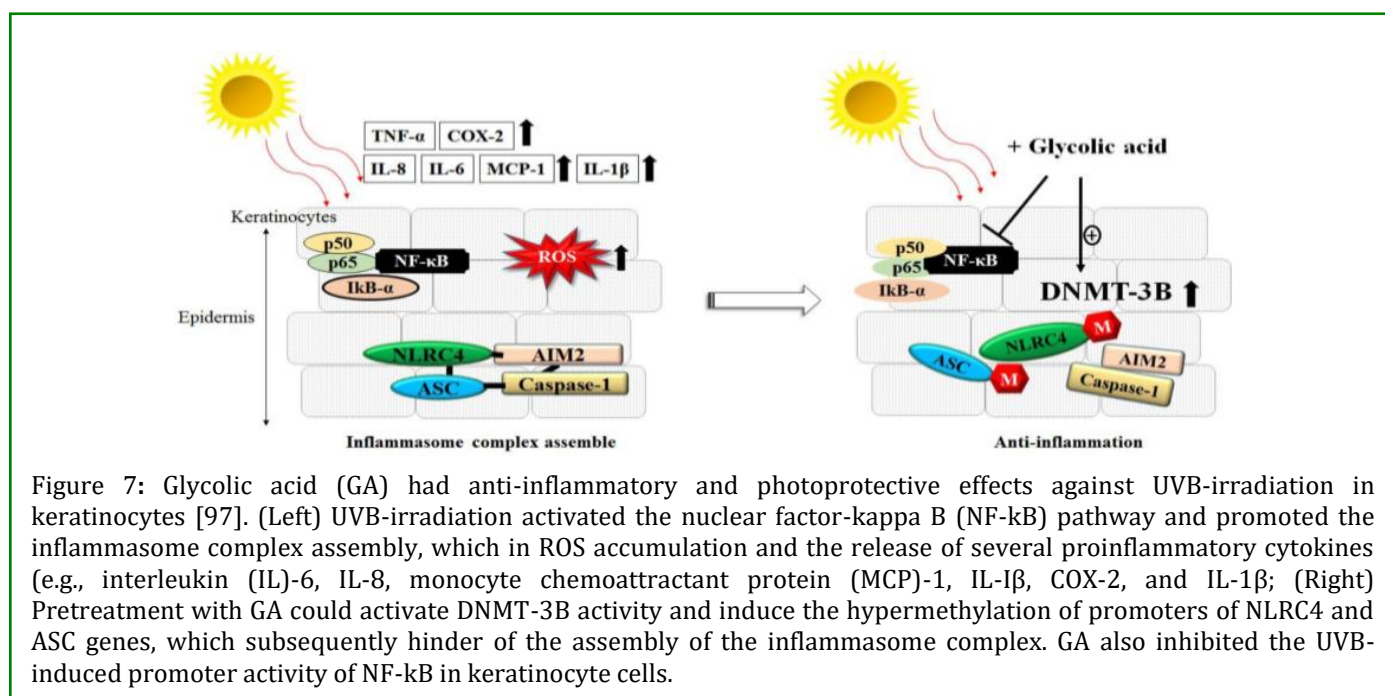 TNF-α COX-2
IL-8 IL-6 MCP-1 IL-1β
Keratinocytes
p50
p65 NF-κB ROS
IkB-α
Epidermis
NLRC4 AIM2
ASC Caspase-1
Inflammasome complex assemble
+ Glycolic acid
p50
p65 NF-κB
IkB-α
DNMT-3B
M
NLRC4
ASC M
AIM2
Caspase-1
Anti-inflammation
Figure 7: Glycolic acid (GA) had anti-inflammatory and photoprotective effects against UVB-irradiation in
keratinocytes [97]. (Left) UVB-irradiation activated the nuclear factor-kappa B (NF-kB) pathway and promoted the
inflammasome complex assembly, which in ROS accumulation and the release of several proinflammatory cytokines
(e.g., interleukin (IL)-6, IL-8, monocyte chemoattractant protein (MCP)-1, IL-Iβ, COX-2, and IL-1β; (Right)
Pretreatment with GA could activate DNMT-3B activity and induce the hypermethylation of promoters of NLRC4 and
ASC genes, which subsequently hinder of the assembly of the inflammasome complex. GA also inhibited the UVB-
induced promoter activity of NF-kB in keratinocyte cells.